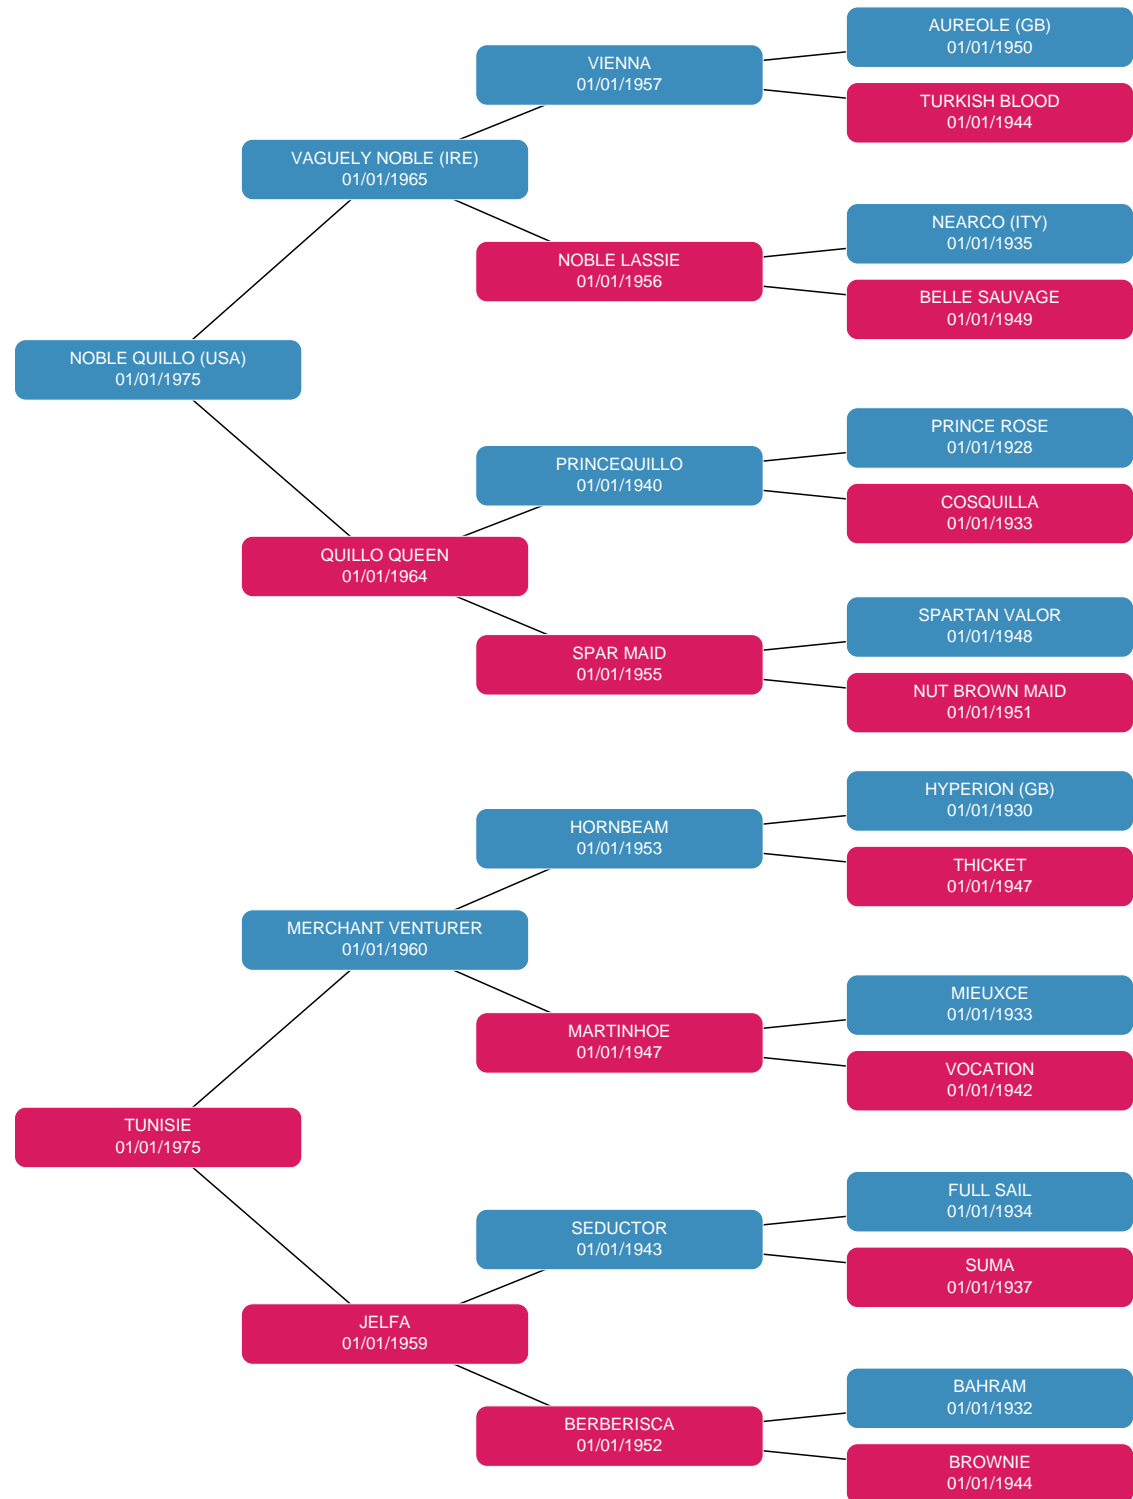 AUREOLE (GB)
01/01/1950
VIENNA
01/01/1957
TURKISH BLOOD
01/01/1944
VAGUELY NOBLE (IRE)
01/01/1965
NEARCO (ITY)
01/01/1935
NOBLE LASSIE
01/01/1956
BELLE SAUVAGE
01/01/1949
NOBLE QUILLO (USA)
01/01/1975
PRINCE ROSE
01/01/1928
PRINCEQUILLO
01/01/1940
COSQUILLA
01/01/1933
QUILLO QUEEN
01/01/1964
SPARTAN VALOR
01/01/1948
SPAR MAID
01/01/1955
NUT BROWN MAID
01/01/1951
HYPERION (GB)
01/01/1930
HORNBEAM
01/01/1953
THICKET
01/01/1947
MERCHANT VENTURER
01/01/1960
MIEUXCE
01/01/1933
MARTINHOE
01/01/1947
VOCATION
01/01/1942
TUNISIE
01/01/1975
FULL SAIL
01/01/1934
SEDUCTOR
01/01/1943
SUMA
01/01/1937
JELFA
01/01/1959
BAHRAM
01/01/1932
BERBERISCA
01/01/1952
BROWNIE
01/01/1944